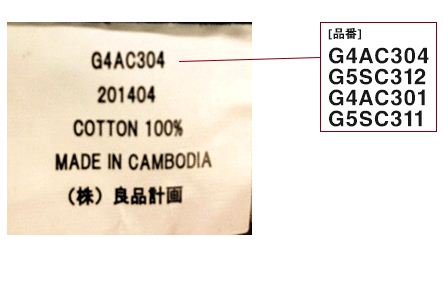 G4AC304
201404
COTTON 100%
MADE IN CAMBODIA
（株）良品計画
[品番]
G4AC304
G5SC312
G4AC301
G5SC311